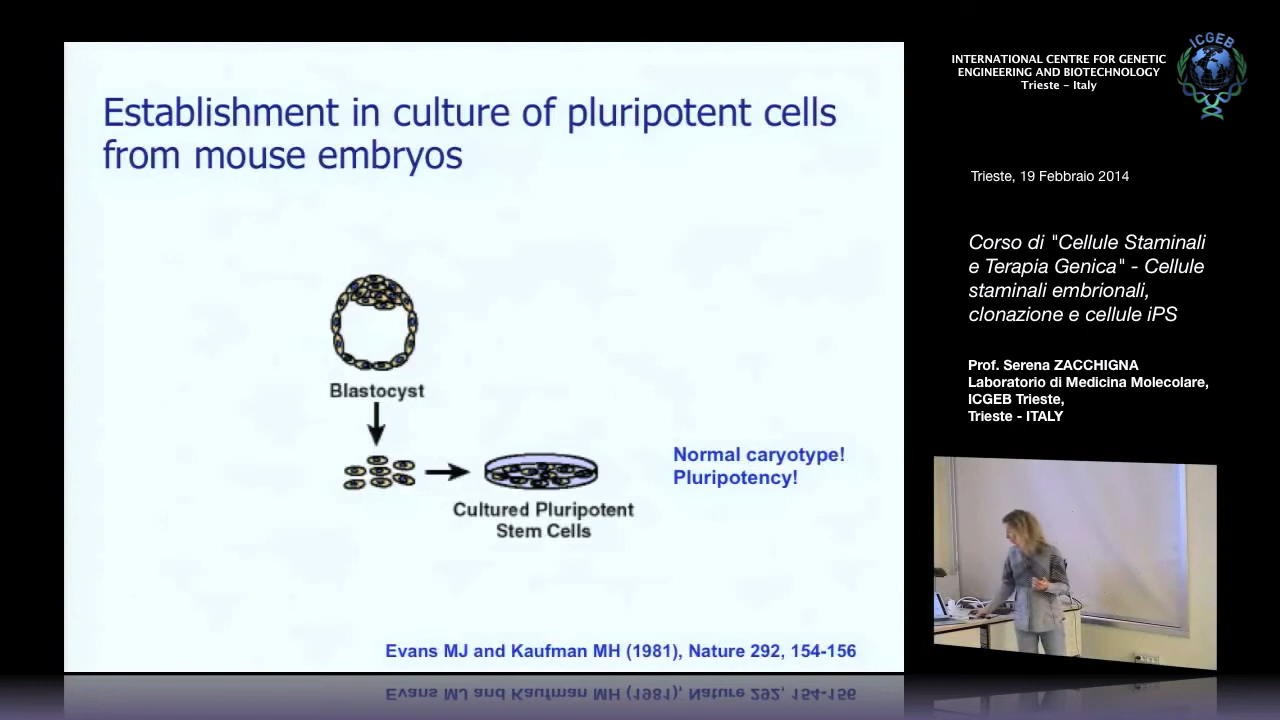 Establishment in culture of pluripotent cells
from mouse embryos
Blastocyst
Cultured Pluripotent
Stem Cells
Normal caryotype!
Pluripotency!
Evans MJ and Kaufman MH (1981), Nature 292, 154-156
INTERNATIONAL CENTRE FOR GENETIC
ENGINEERING AND BIOTECHNOLOGY
Trieste - Italy
ICGEB
Trieste, 19 Febbraio 2014
Corso di "Cellule Staminali
e Terapia Genica" - Cellule
staminali embrionali,
clonazione e cellule iPS
Prof. Serena ZACCHIGNA
Laboratorio di Medicina Molecolare,
ICGEB Trieste,
Trieste - ITALY